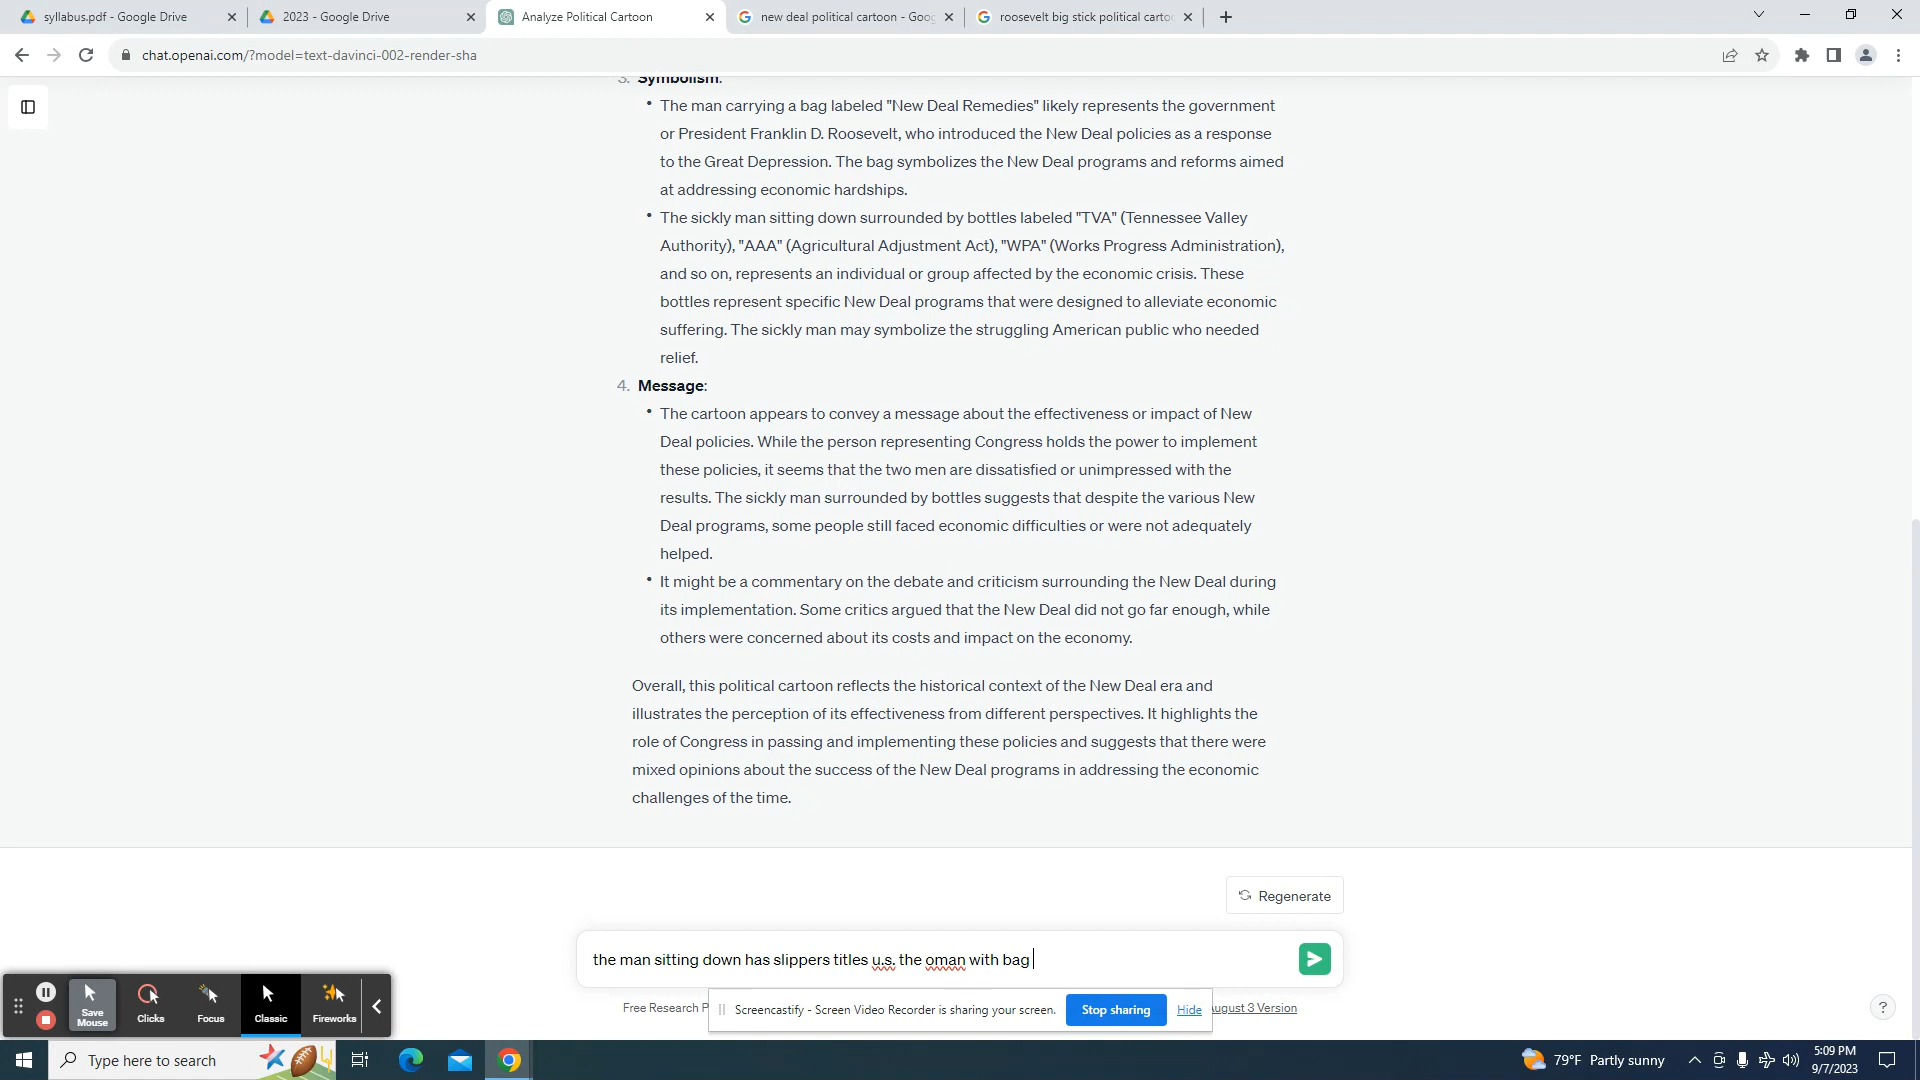 syllabus.pdf - Google Drive
2023 - Google Drive
Analyze Political Cartoon
new deal political cartoon - Goo
roosevelt big stick political carto
chat.openai.com/?model=text-davinci-002-render-sha
3. Symbolism:
• The man carrying a bag labeled "New Deal Remedies" likely represents the government
or President Franklin D. Roosevelt, who introduced the New Deal policies as a response
to the Great Depression. The bag symbolizes the New Deal programs and reforms aimed
at addressing economic hardships.
• The sickly man sitting down surrounded by bottles labeled "TVA" (Tennessee Valley
Authority), "AAA" (Agricultural Adjustment Act), "WPA" (Works Progress Administration),
and so on, represents an individual or group affected by the economic crisis. These
bottles represent specific New Deal programs that were designed to alleviate economic
suffering. The sickly man may symbolize the struggling American public who needed
relief.
4. Message:
• The cartoon appears to convey a message about the effectiveness or impact of New
Deal policies. While the person representing Congress holds the power to implement
these policies, it seems that the two men are dissatisfied or unimpressed with the
results. The sickly man surrounded by bottles suggests that despite the various New
Deal programs, some people still faced economic difficulties or were not adequately
helped.
• It might be a commentary on the debate and criticism surrounding the New Deal during
its implementation. Some critics argued that the New Deal did not go far enough, while
others were concerned about its costs and impact on the economy.
Overall, this political cartoon reflects the historical context of the New Deal era and
illustrates the perception of its effectiveness from different perspectives. It highlights the
role of Congress in passing and implementing these policies and suggests that there were
mixed opinions about the success of the New Deal programs in addressing the economic
challenges of the time.
Regenerate
the man sitting down has slippers titles u.s. the oman with bag
Free Research P
August 3 Version
Screencastify - Screen Video Recorder is sharing your screen.
Stop sharing
Hide
?
Save
Mouse
Clicks
Focus
Classic
Fireworks
Type here to search
79°F Partly sunny
5:09 PM
9/7/2023